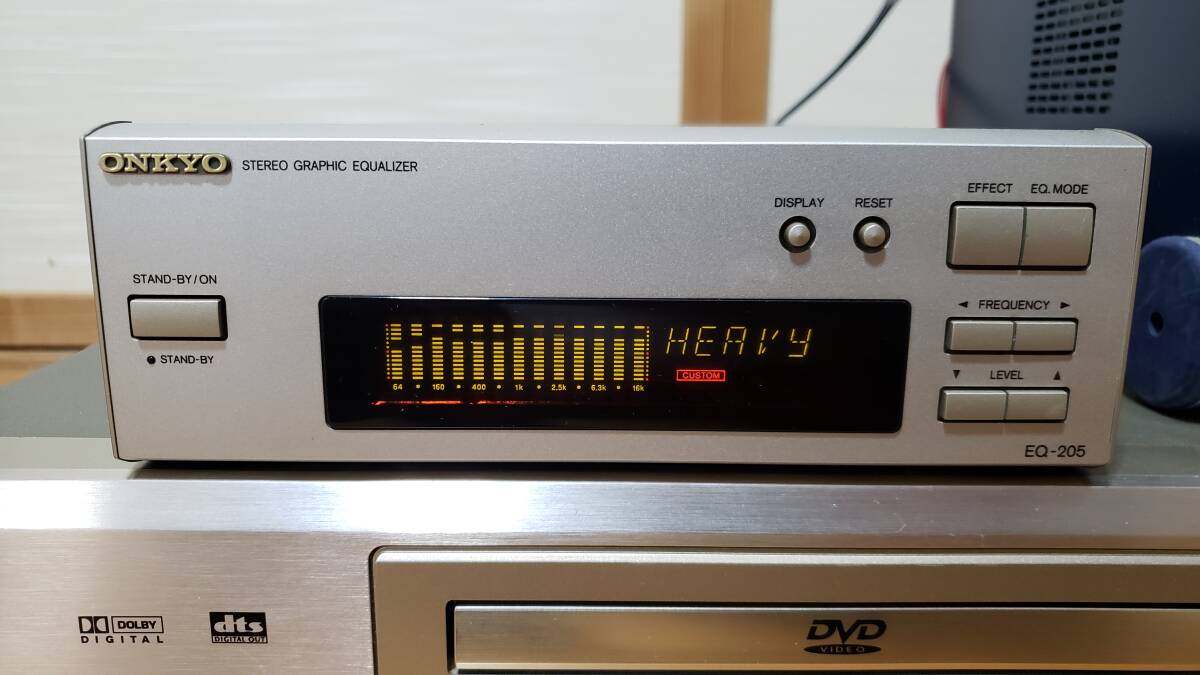 ONKYO STEREO GRAPHIC EQUALIZER
EFFECT EQ. MODE
DISPLAY RESET
STAND-BY/ON
◄ FREQUENCY ►
HEAVY
STAND-BY
CUSTOM
▼ LEVEL ▲
64 • 160 • 400 • 1k • 2.5k • 6.3k • 16k
EQ-205
DOLBY
DIGITAL
dts
DIGITAL OUT
DVD
VIDEO